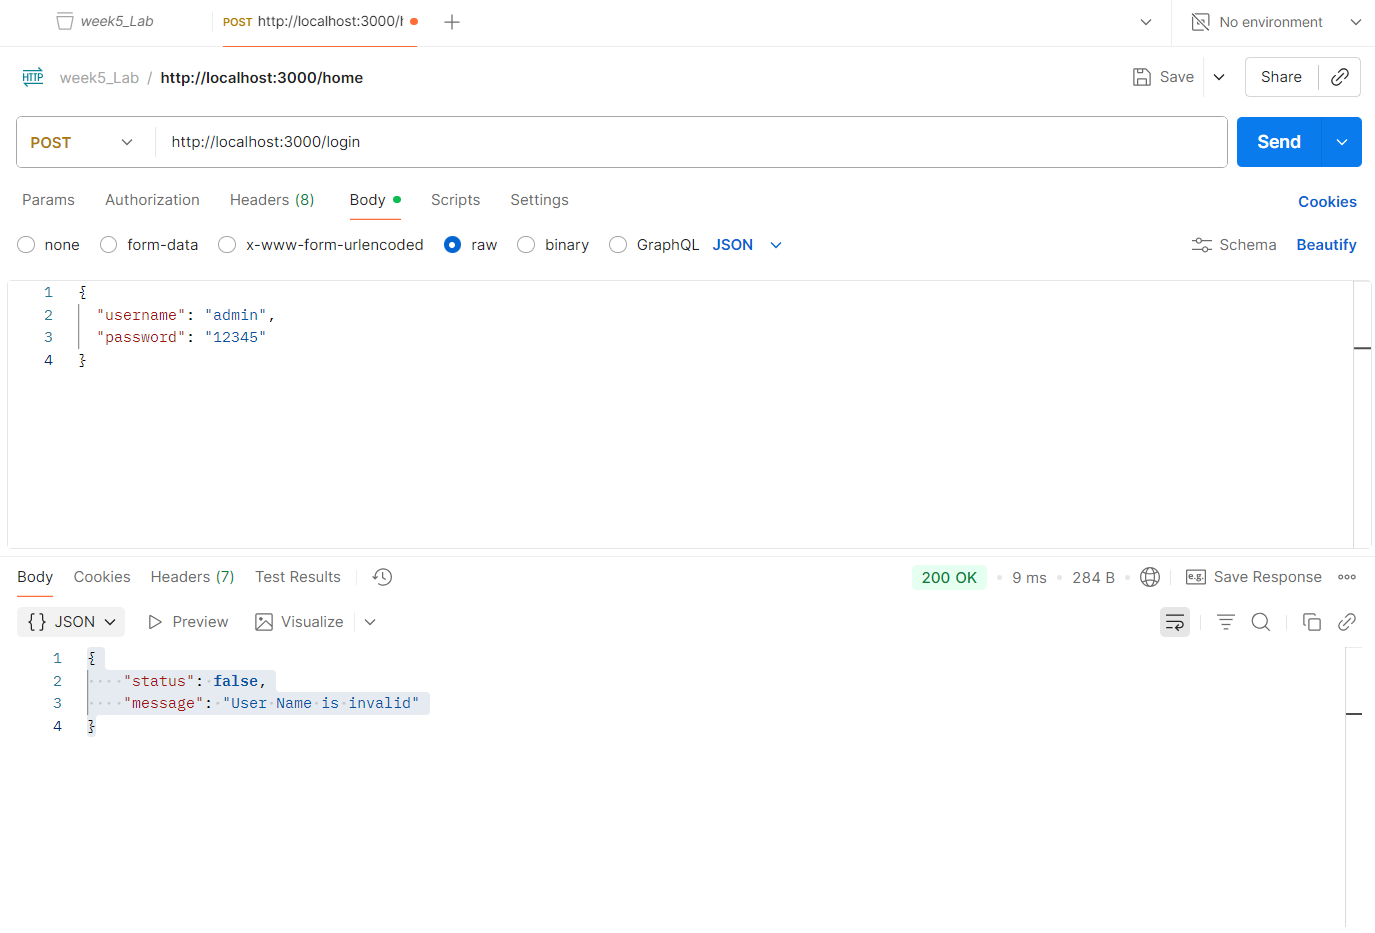 week5_Lab
POST http://localhost:3000/h
No environment
HTTP week5_Lab / http://localhost:3000/home
Save
Share
POST
http://localhost:3000/login
Send
Params Authorization Headers (8) Body Scripts Settings
Cookies
none form-data x-www-form-urlencoded raw binary GraphQL JSON
Schema Beautify
1 {
2 "username": "admin",
3 "password": "12345"
4 }
Body Cookies Headers (7) Test Results
200 OK • 9 ms • 284 B • e.g. Save Response
{} JSON Preview Visualize
1 {
2 "status": false,
3 "message": "User Name is invalid"
4 }